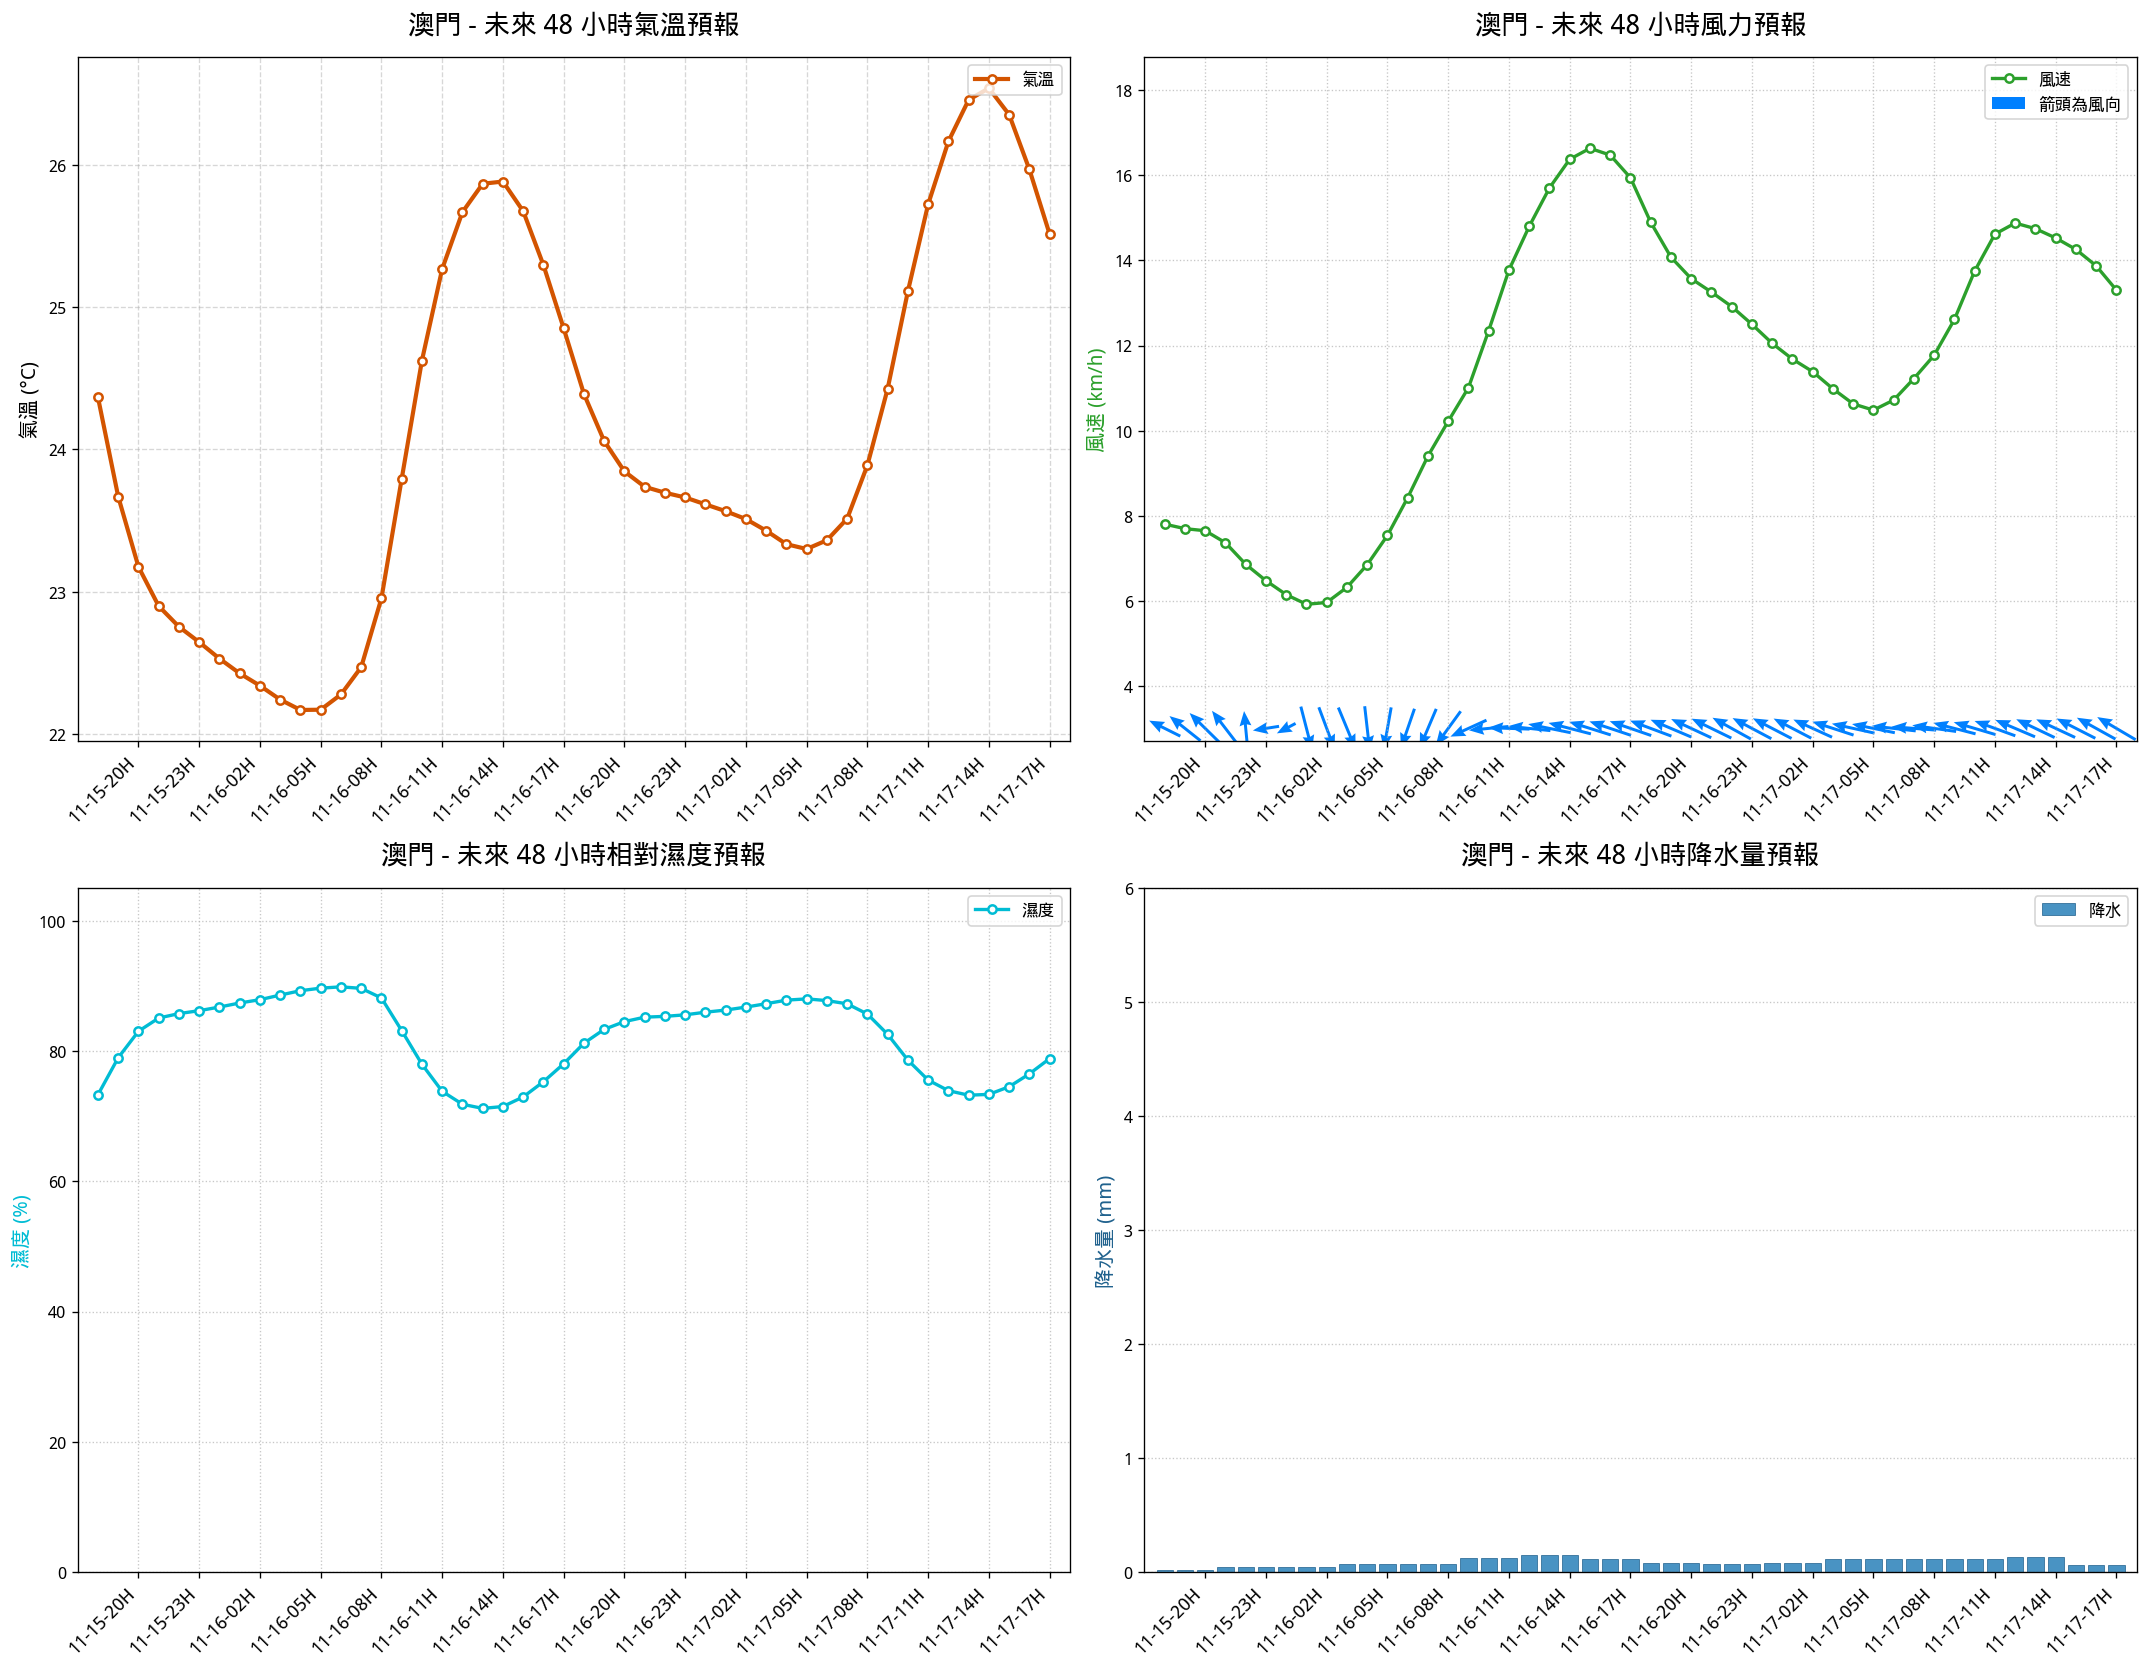 澳門 - 未來 48 小時氣溫預報
氣溫
氣溫 (°C)
26
25
24
23
22
11-15-20H
11-15-23H
11-16-02H
11-16-05H
11-16-08H
11-16-11H
11-16-14H
11-16-17H
11-16-20H
11-16-23H
11-17-02H
11-17-05H
11-17-08H
11-17-11H
11-17-14H
11-17-17H
澳門 - 未來 48 小時風力預報
風速
箭頭為風向
風速 (km/h)
18
16
14
12
10
8
6
4
11-15-20H
11-15-23H
11-16-02H
11-16-05H
11-16-08H
11-16-11H
11-16-14H
11-16-17H
11-16-20H
11-16-23H
11-17-02H
11-17-05H
11-17-08H
11-17-11H
11-17-14H
11-17-17H
澳門 - 未來 48 小時相對濕度預報
濕度
濕度 (%)
100
80
60
40
20
0
11-15-20H
11-15-23H
11-16-02H
11-16-05H
11-16-08H
11-16-11H
11-16-14H
11-16-17H
11-16-20H
11-16-23H
11-17-02H
11-17-05H
11-17-08H
11-17-11H
11-17-14H
11-17-17H
澳門 - 未來 48 小時降水量預報
降水
降水量 (mm)
6
5
4
3
2
1
0
11-15-20H
11-15-23H
11-16-02H
11-16-05H
11-16-08H
11-16-11H
11-16-14H
11-16-17H
11-16-20H
11-16-23H
11-17-02H
11-17-05H
11-17-08H
11-17-11H
11-17-14H
11-17-17H